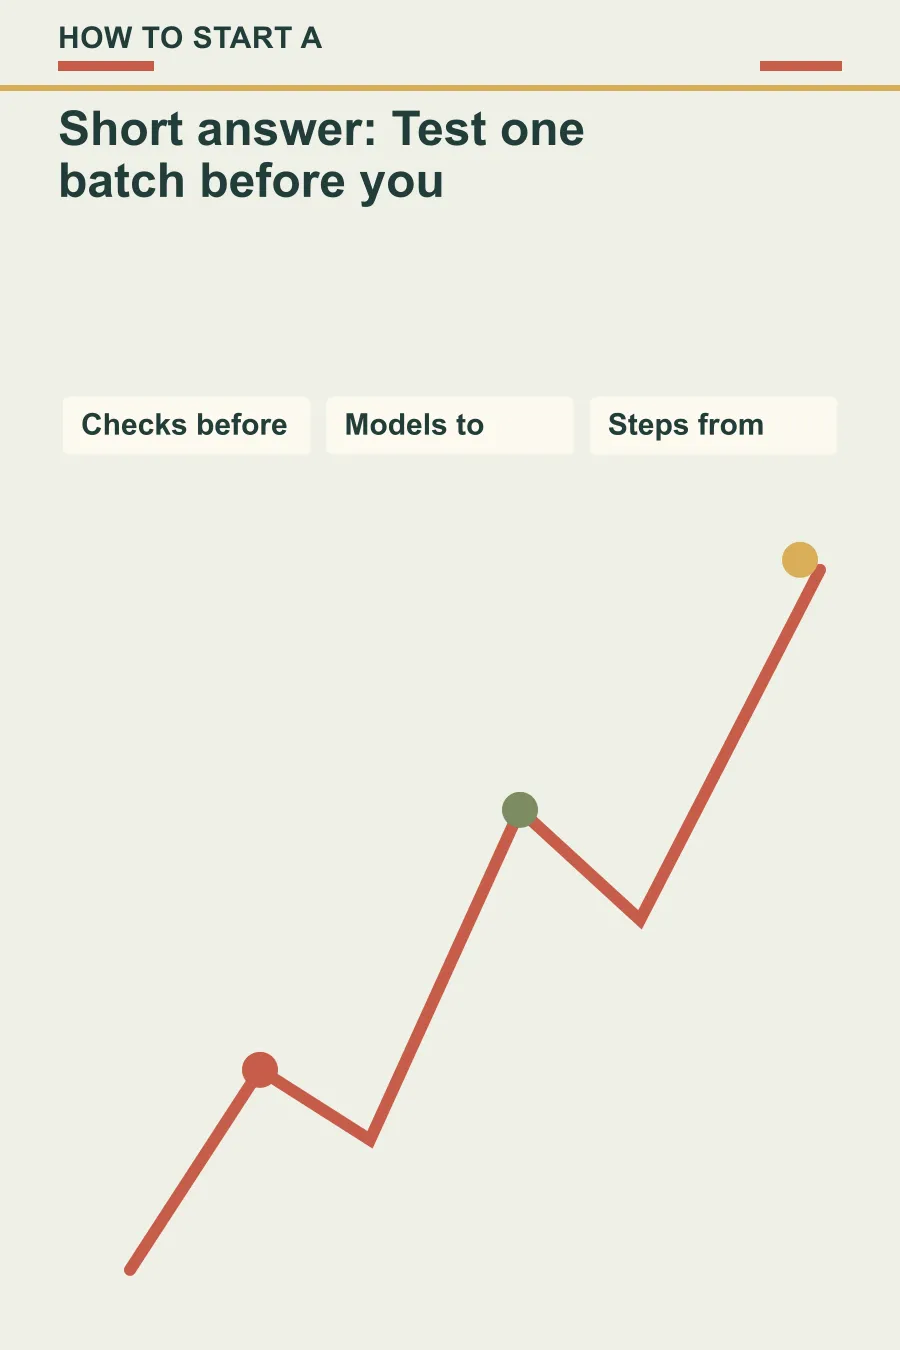 HOW TO START A
Short answer: Test one
batch before you
Checks before
Models to
Steps from